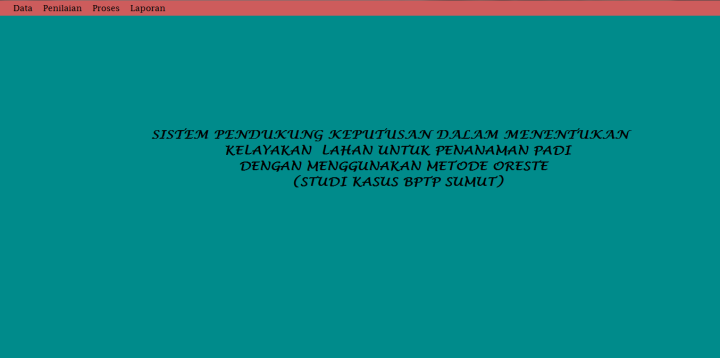 Data Penilaian Proses Laporan
SISTEM PENDUKUNG KEPUTUSAN DALAM MENENTUKAN
KELAYAKAN LAHAN UNTUK PENANAMAN PADI
DENGAN MENGGUNAKAN METODE ORESTE
(STUDI KASUS BPTP SUMUT)